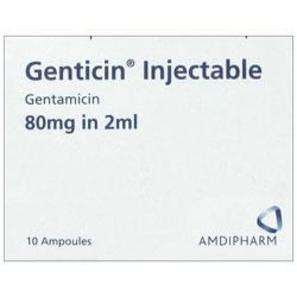 Genticin® Injectable
Gentamicin
80mg in 2ml
10 Ampoules
AMDIPHARM